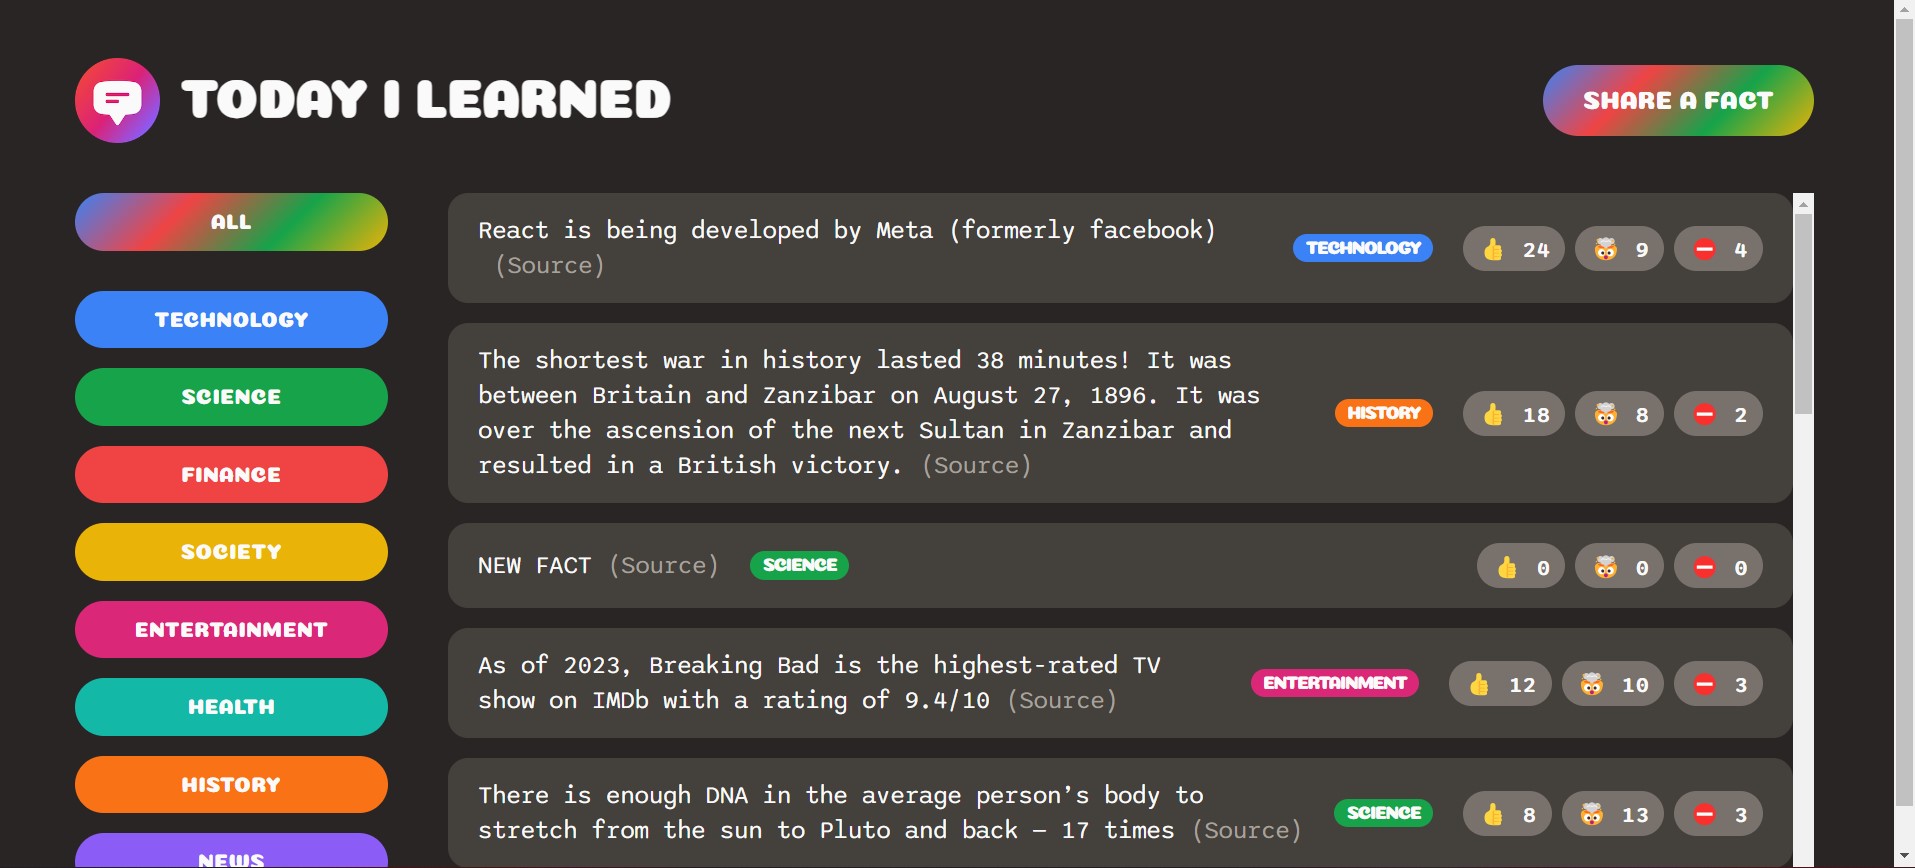 TODAY I LEARNED
SHARE A FACT
ALL
TECHNOLOGY
SCIENCE
FINANCE
SOCIETY
ENTERTAINMENT
HEALTH
HISTORY
NEWS
React is being developed by Meta (formerly facebook)
(Source)
TECHNOLOGY
👍 24 🤯 9 ⛔ 4
The shortest war in history lasted 38 minutes! It was
between Britain and Zanzibar on August 27, 1896. It was
over the ascension of the next Sultan in Zanzibar and
resulted in a British victory. (Source)
HISTORY
👍 18 🤯 8 ⛔ 2
NEW FACT (Source)
SCIENCE
👍 0 🤯 0 ⛔ 0
As of 2023, Breaking Bad is the highest-rated TV
show on IMDb with a rating of 9.4/10 (Source)
ENTERTAINMENT
👍 12 🤯 10 ⛔ 3
There is enough DNA in the average person’s body to
stretch from the sun to Pluto and back — 17 times (Source)
SCIENCE
👍 8 🤯 13 ⛔ 3